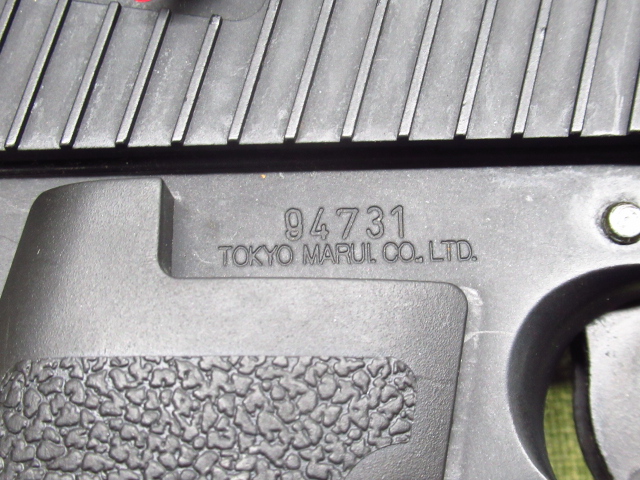 94731
TOKYO MARUI. CO., LTD.